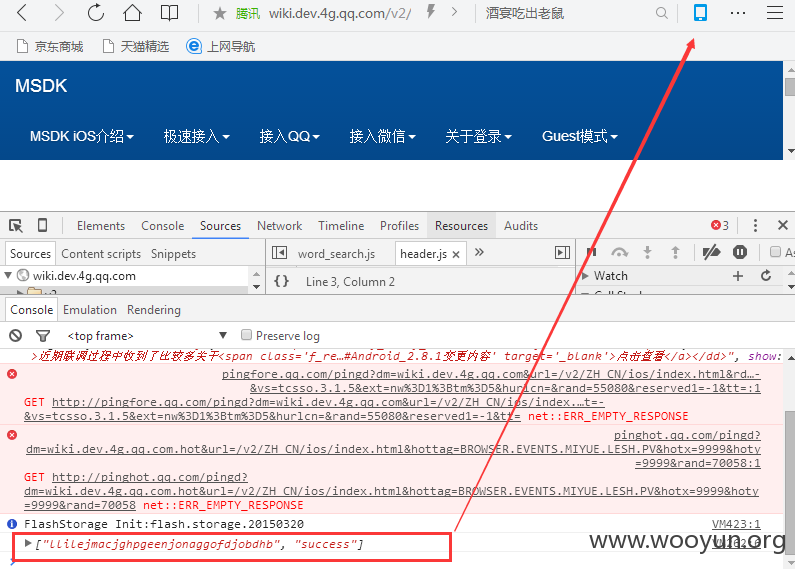 腾讯 wiki.dev.4g.qq.com/v2/ 酒宴吃出老鼠
京东商城 天猫精选 上网导航
MSDK
MSDK iOS介绍 极速接入 接入QQ 接入微信 关于登录 Guest模式
Elements Console Sources Network Timeline Profiles Resources Audits 3
Sources Content scripts Snippets word_search.js header.js
wiki.dev.4g.qq.com {} Line 3, Column 2 Watch
Console Emulation Rendering
<top frame> Preserve log
>近期联调过程中收到了比较多关于<span class='f_re…#Android_2.8.1变更内容' target='_blank'>点击查看</a></dd>", show:
pingfore.qq.com/pingd?dm=wiki.dev.4g.qq.com&url=/v2/ZH_CN/ios/index.html&rd…-
&vs=tcsso.3.1.5&ext=nw%3D1%3Btm%3D5&hurlcn=&rand=55080&reserved1=-1&tt=:1
GET http://pingfore.qq.com/pingd?dm=wiki.dev.4g.qq.com&url=/v2/ZH_CN/ios/index.…t=-
&vs=tcsso.3.1.5&ext=nw%3D1%3Btm%3D5&hurlcn=&rand=55080&reserved1=-1&tt= net::ERR_EMPTY_RESPONSE
pinghot.qq.com/pingd?
dm=wiki.dev.4g.qq.com.hot&url=/v2/ZH_CN/ios/index.html&hottag=BROWSER.EVENTS.MIYUE.LESH.PV&hotx=9999&hoty
=9999&rand=70058:1
GET http://pinghot.qq.com/pingd?
dm=wiki.dev.4g.qq.com.hot&url=/v2/ZH_CN/ios/index.html&hottag=BROWSER.EVENTS.MIYUE.LESH.PV&hotx=9999&hoty
=9999&rand=70058 net::ERR_EMPTY_RESPONSE
FlashStorage Init:flash.storage.20150320 VM423:1
["llilejmacjghpgeenjonaggofdjobdhb", "success"]
www.wooyun.org